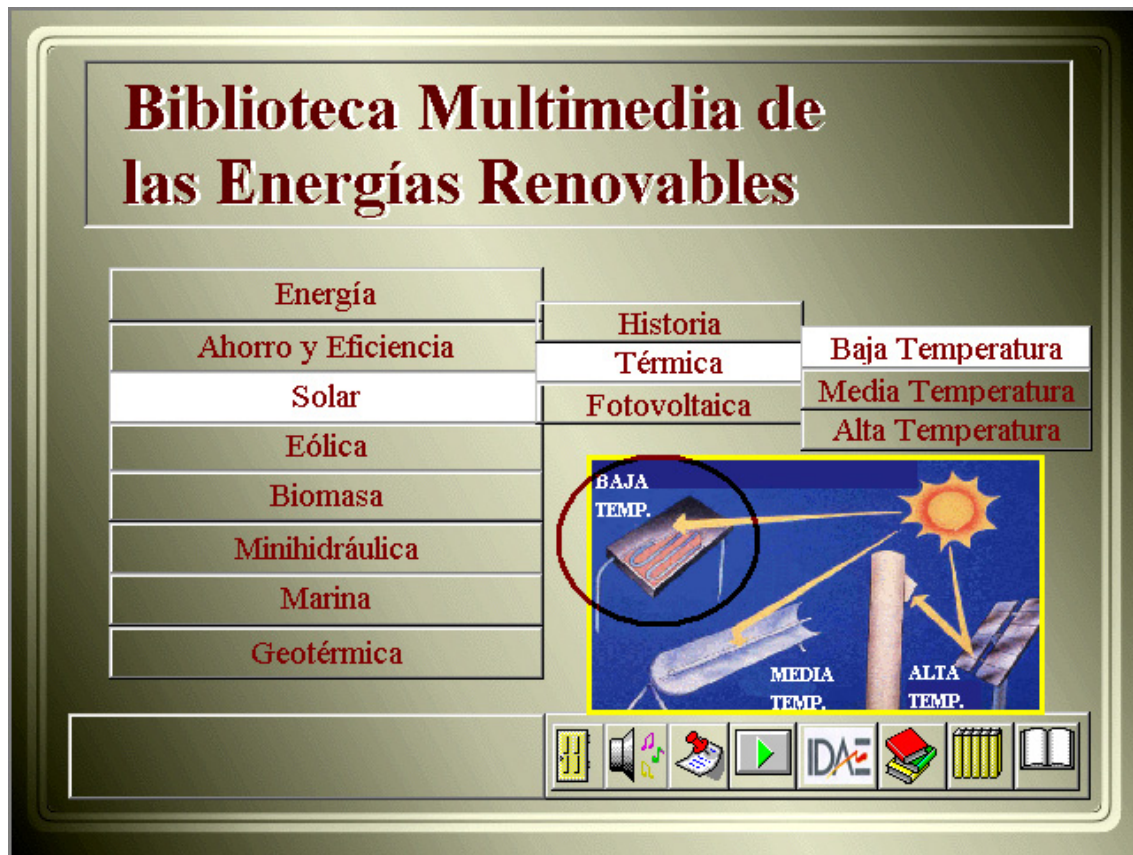 Biblioteca Multimedia de
las Energías Renovables
Energía
Ahorro y Eficiencia
Solar
Eólica
Biomasa
Minihidráulica
Marina
Geotérmica
Historia
Térmica
Fotovoltaica
Baja Temperatura
Media Temperatura
Alta Temperatura
BAJA
TEMP.
MEDIA
TEMP.
ALTA
TEMP.
IDAE